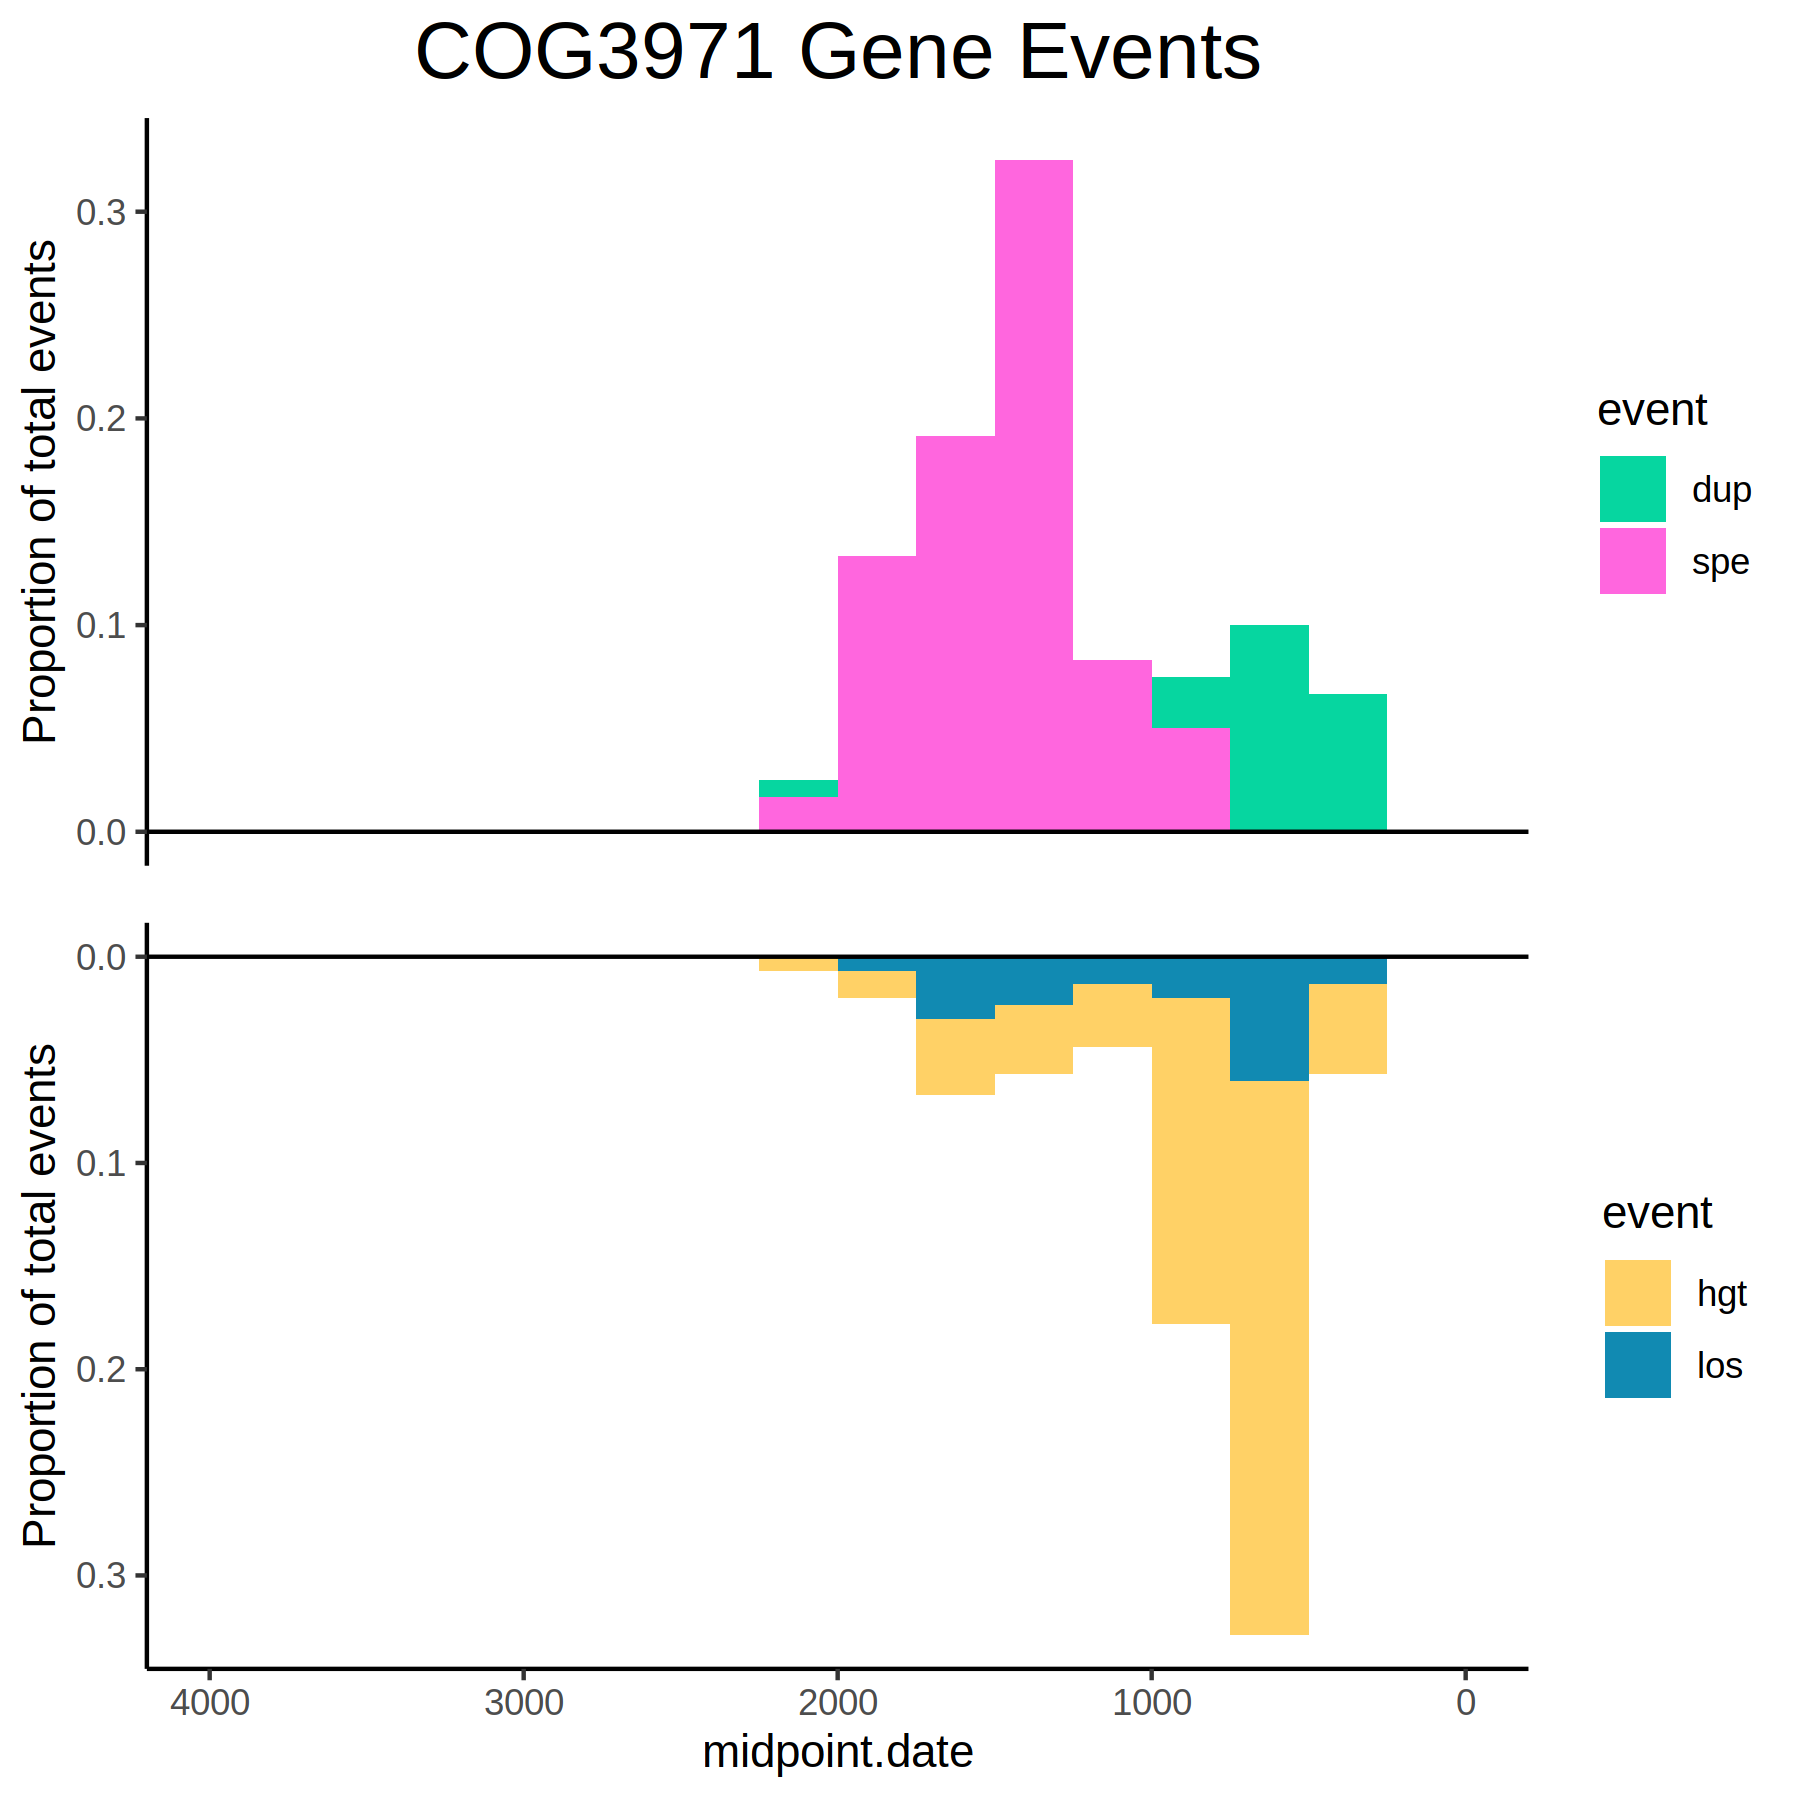 COG3971 Gene Events
Proportion of total events
0.3
0.2
0.1
0.0
event
dup
spe
Proportion of total events
0.0
0.1
0.2
0.3
event
hgt
los
4000 3000 2000 1000 0
midpoint.date